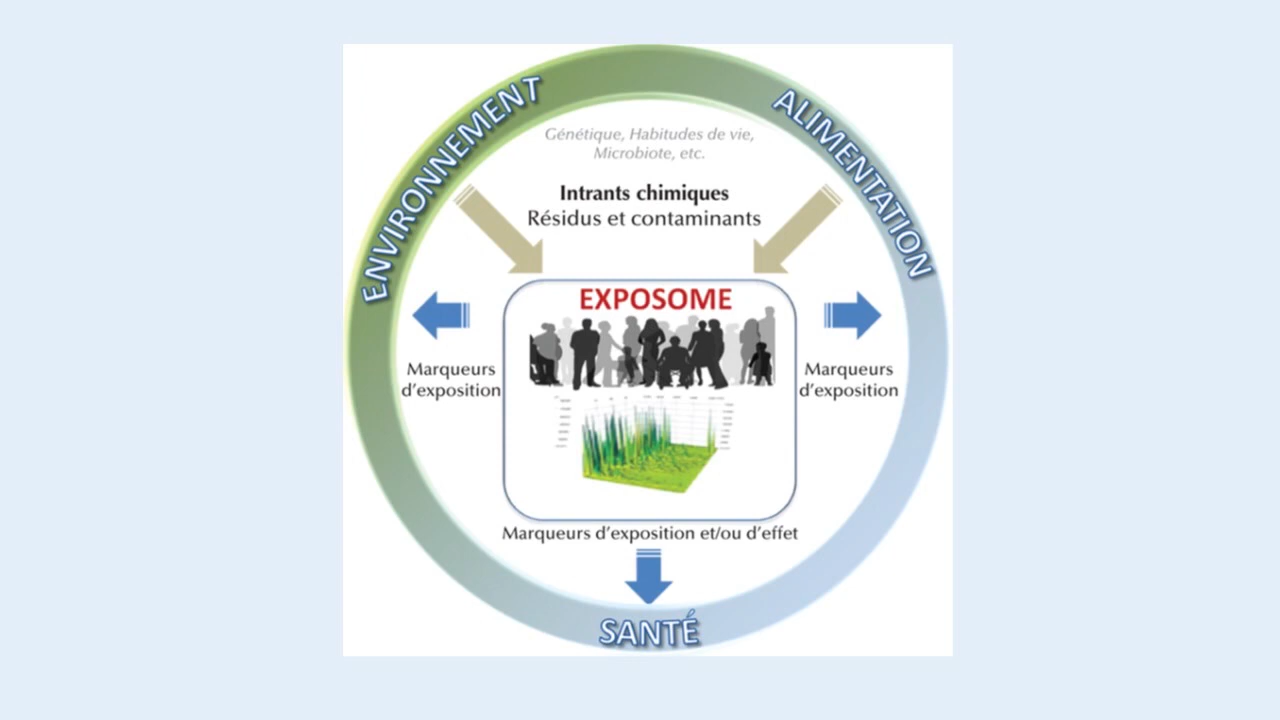 ENVIRONNEMENT
ALIMENTATION
Génétique, Habitudes de vie,
Microbiote, etc.
Intrants chimiques
Résidus et contaminants
EXPOSOME
Marqueurs
d’exposition
Marqueurs
d’exposition
Marqueurs d’exposition et/ou d’effet
SANTÉ